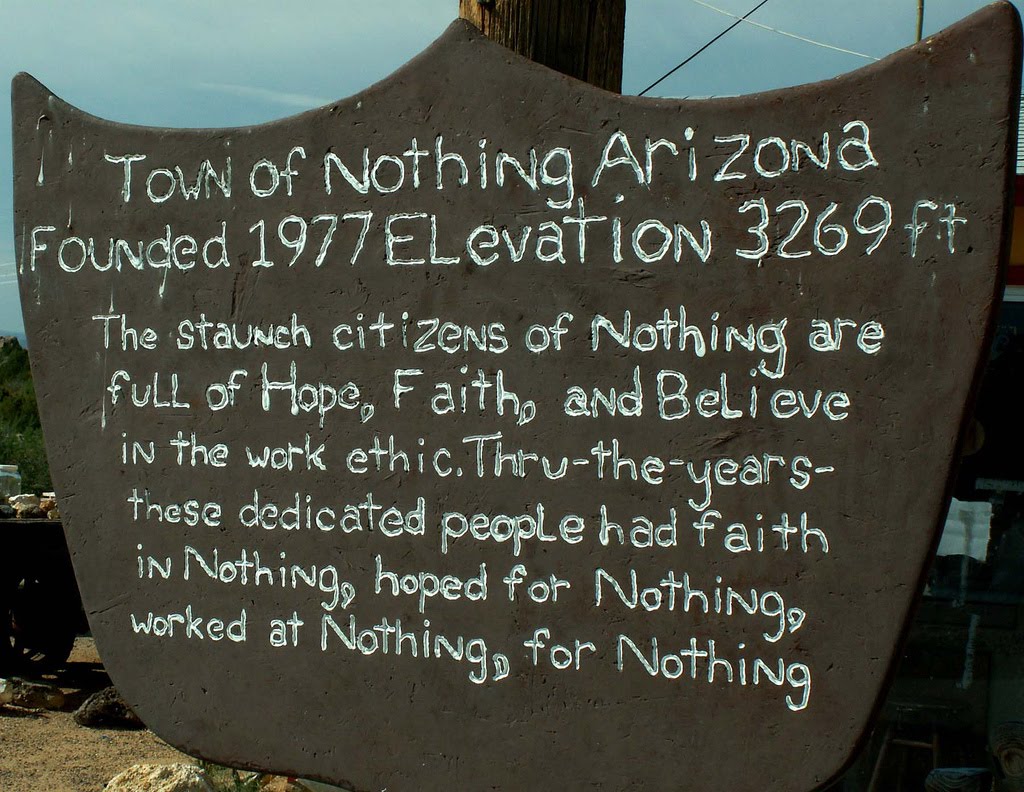 Town of Nothing Arizona
Founded 1977 Elevation 3269 ft
The staunch citizens of Nothing are
full of Hope, Faith, and Believe
in the work ethic. Thru-the-years-
these dedicated people had faith
in Nothing, hoped for Nothing,
worked at Nothing, for Nothing